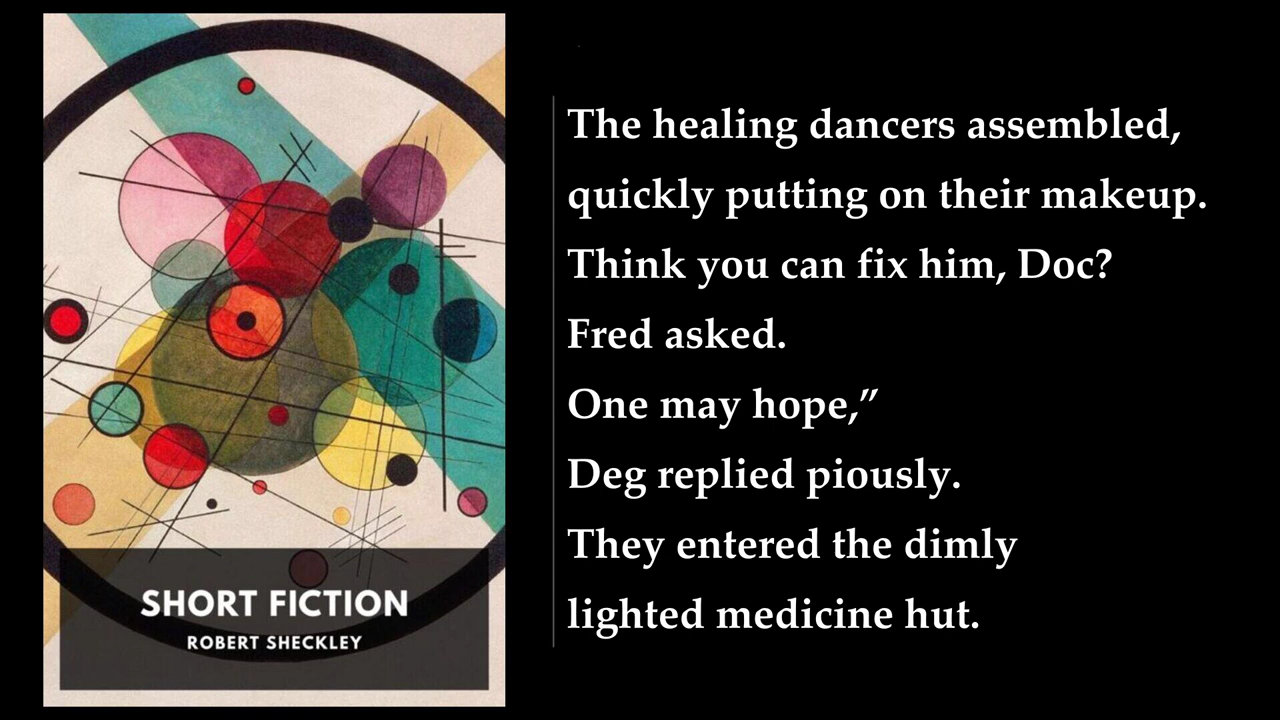 SHORT FICTION
ROBERT SHECKLEY
The healing dancers assembled,
quickly putting on their makeup.
Think you can fix him, Doc?
Fred asked.
One may hope,”
Deg replied piously.
They entered the dimly
lighted medicine hut.